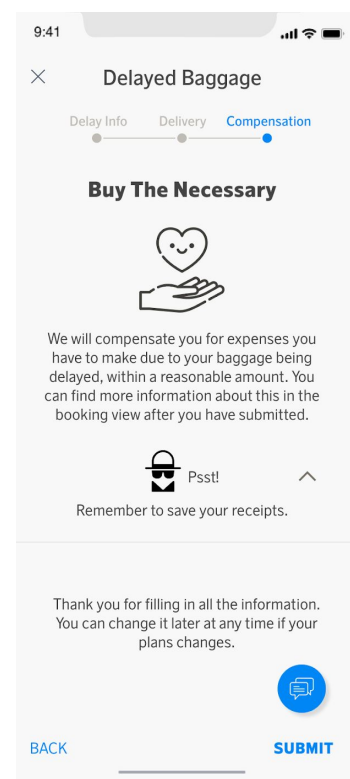 9:41
Delayed Baggage
Delay Info Delivery Compensation
Buy The Necessary
We will compensate you for expenses you
have to make due to your baggage being
delayed, within a reasonable amount. You
can find more information about this in the
booking view after you have submitted.
Psst!
Remember to save your receipts.
Thank you for filling in all the information.
You can change it later at any time if your
plans changes.
BACK SUBMIT